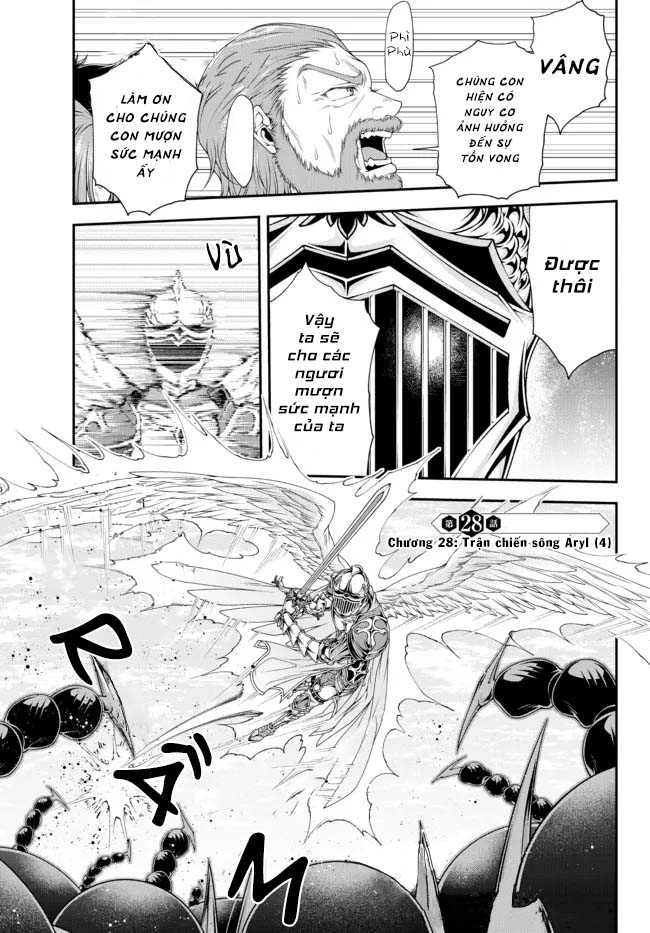 VÂNG
CHÚNG CON
HIỆN CÓ
NGUY CƠ
ẢNH HƯỞNG
ĐẾN SỰ
TỒN VONG
Phì
Phù
LÀM ƠN
CHO CHÚNG
CON MƯỢN
SỨC MẠNH
ẤY
Được
thôi
Vậy
ta sẽ
cho các
ngươi
mượn
sức mạnh
của ta
VÙ
第28話
Chương 28: Trận chiến sông Aryl (4)
RẦM